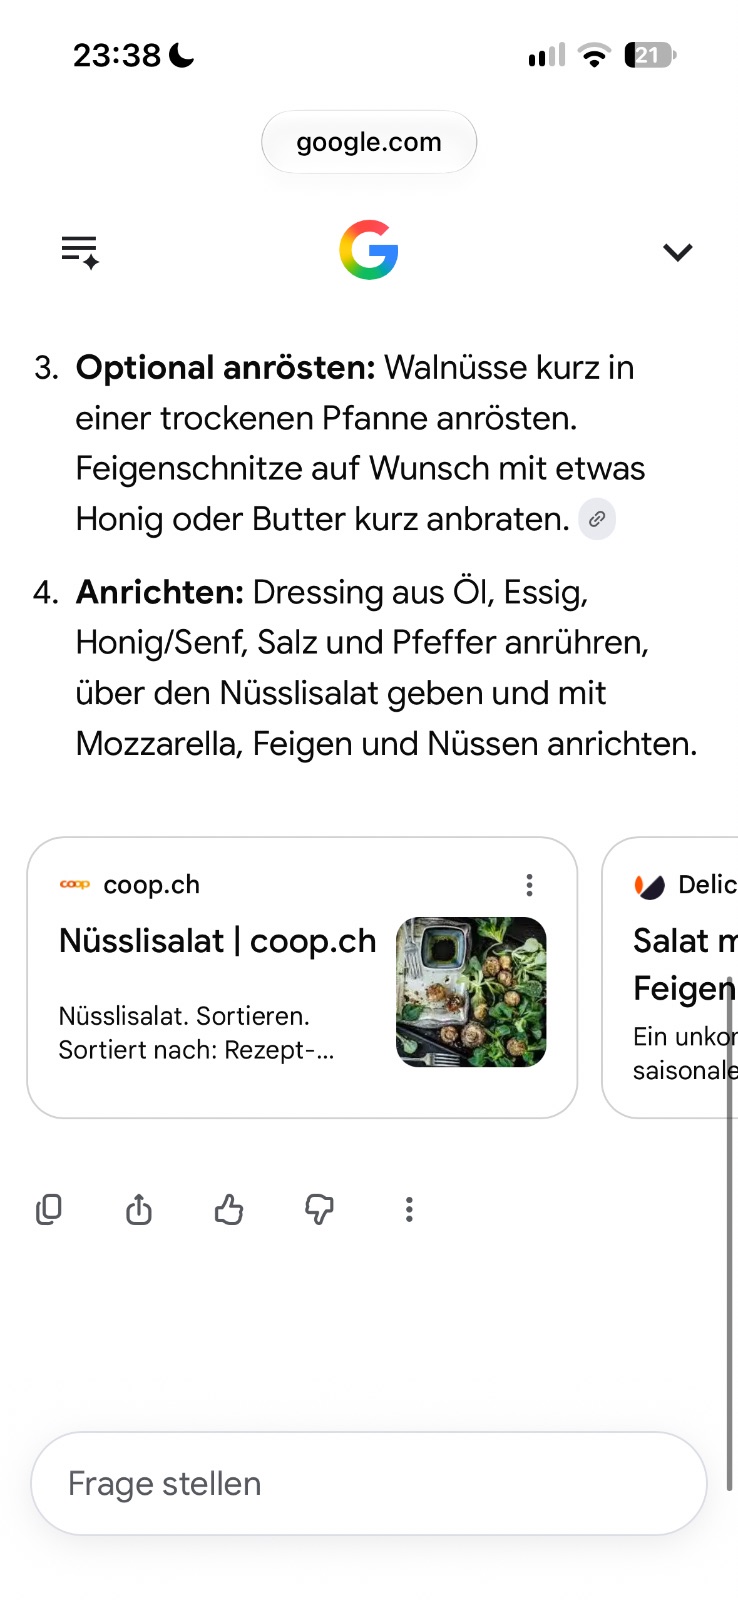 23:38
21
google.com
3. Optional anrösten: Walnüsse kurz in
einer trockenen Pfanne anrösten.
Feigenschnitze auf Wunsch mit etwas
Honig oder Butter kurz anbraten.
4. Anrichten: Dressing aus Öl, Essig,
Honig/Senf, Salz und Pfeffer anrühren,
über den Nüsslisalat geben und mit
Mozzarella, Feigen und Nüssen anrichten.
coop coop.ch
Nüsslisalat | coop.ch
Nüsslisalat. Sortieren.
Sortiert nach: Rezept-...
Delic
Salat m
Feigen
Ein unkor
saisonale
Frage stellen